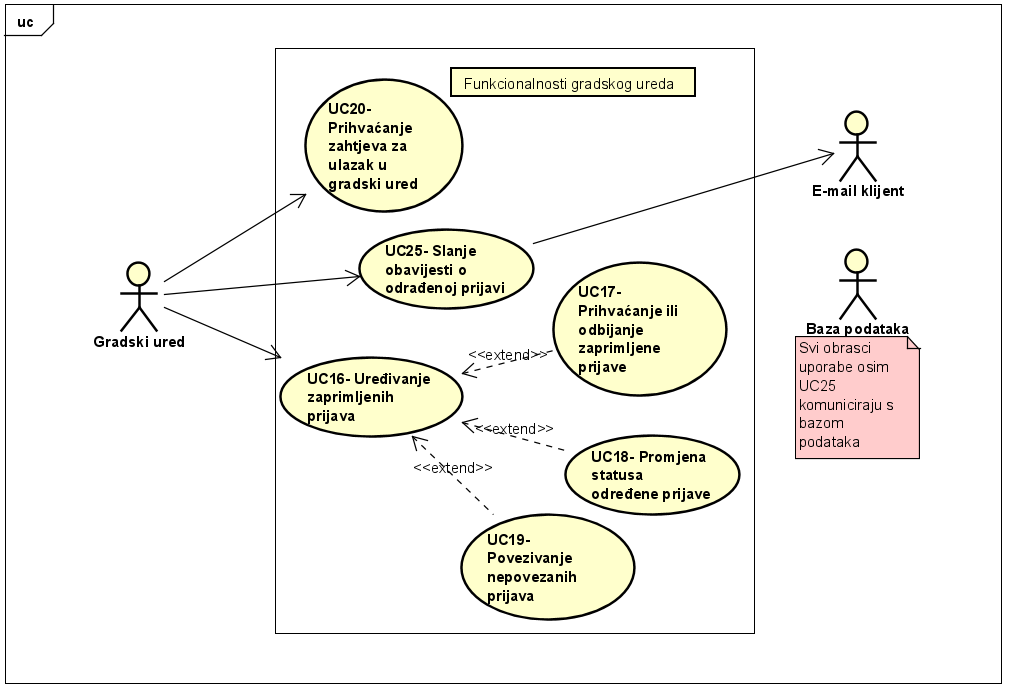 uc
Funkcionalnosti gradskog ureda
UC20-
Prihvaćanje
zahtjeva za
ulazak u
gradski ured
E-mail klijent
UC25- Slanje
obavijesti o
odrađenoj prijavi
Gradski ured
UC17-
Prihvaćanje ili
odbijanje
zaprimljene
prijave
Baza podataka
Svi obrasci
uporabe osim
UC25
komuniciraju s
bazom
podataka
<<extend>>
UC16- Uređivanje
zaprimljenih
prijava
<<extend>>
UC18- Promjena
statusa
određene prijave
<<extend>>
UC19-
Povezivanje
nepovezanih
prijava